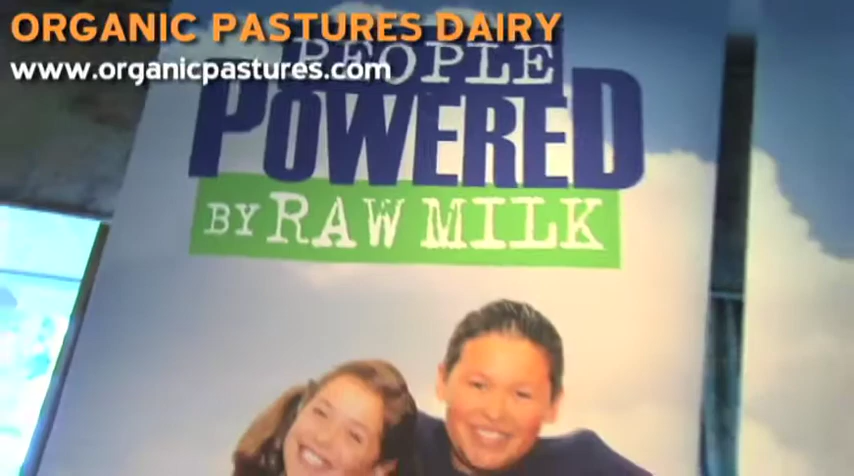 ORGANIC PASTURES DAIRY
www.organicpastures.com
PEOPLE
POWERED
BY RAW MILK